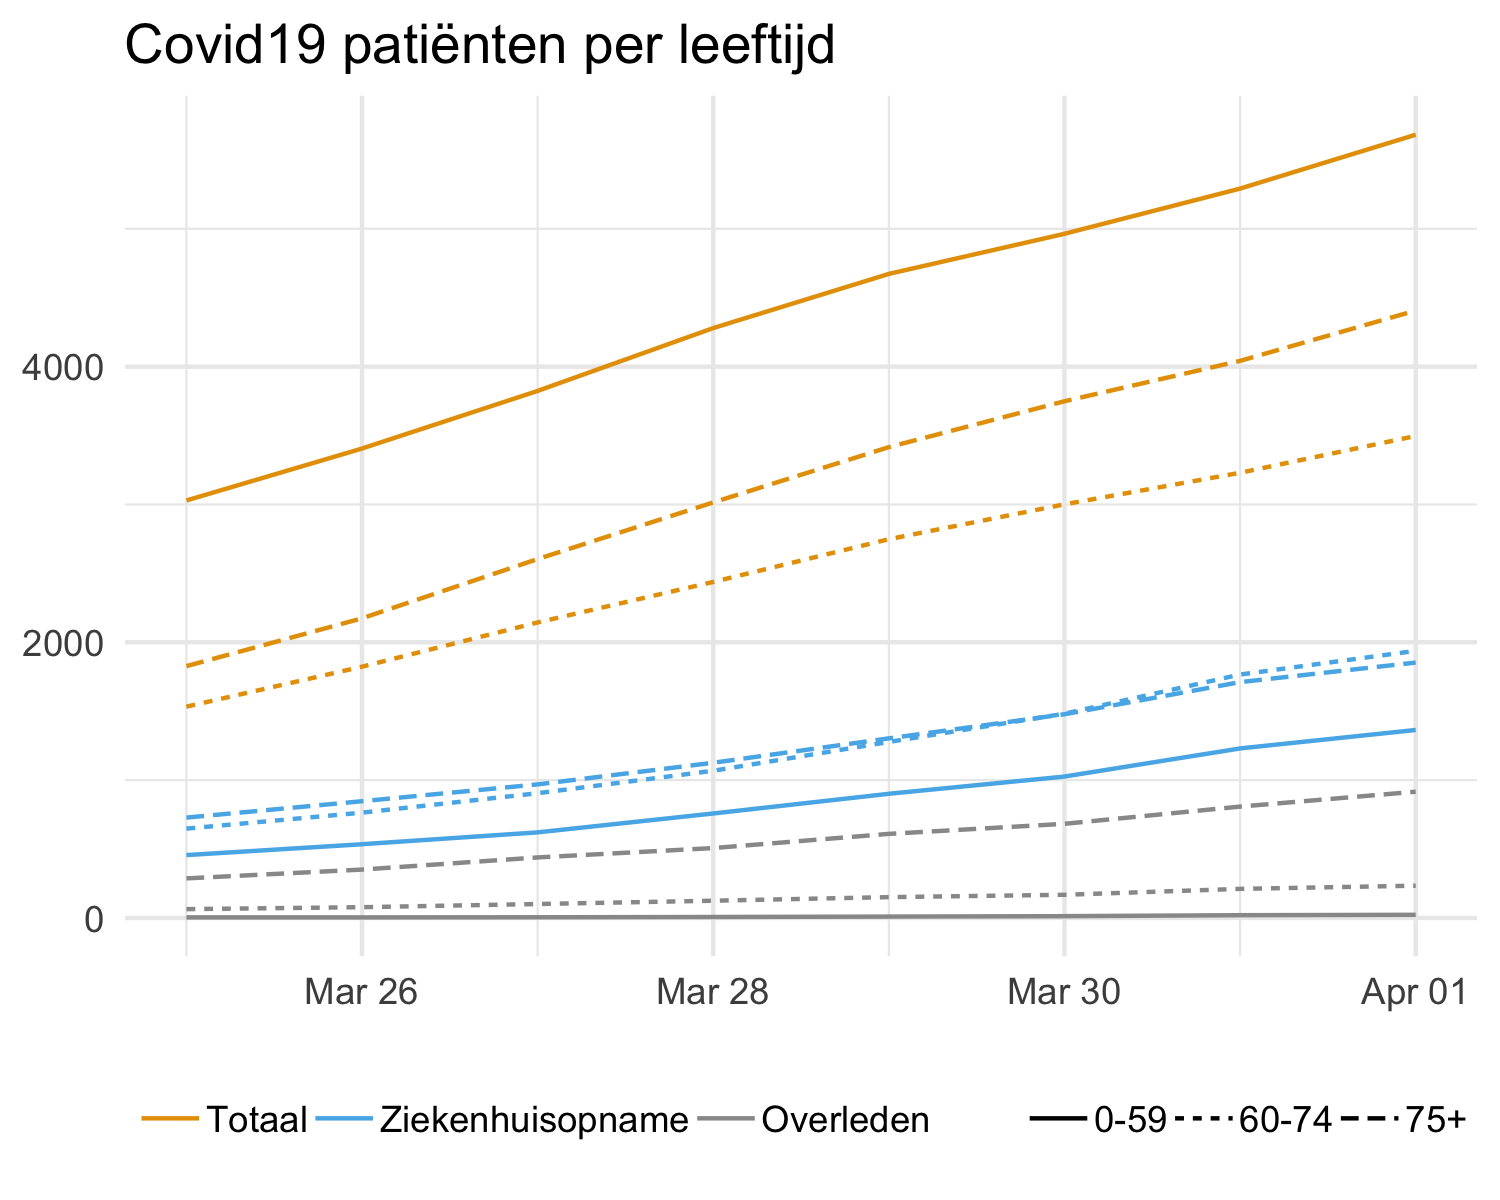 Covid19 patiënten per leeftijd
4000
2000
0
Mar 26 Mar 28 Mar 30 Apr 01
Totaal Ziekenhuisopname Overleden 0-59 60-74 75+